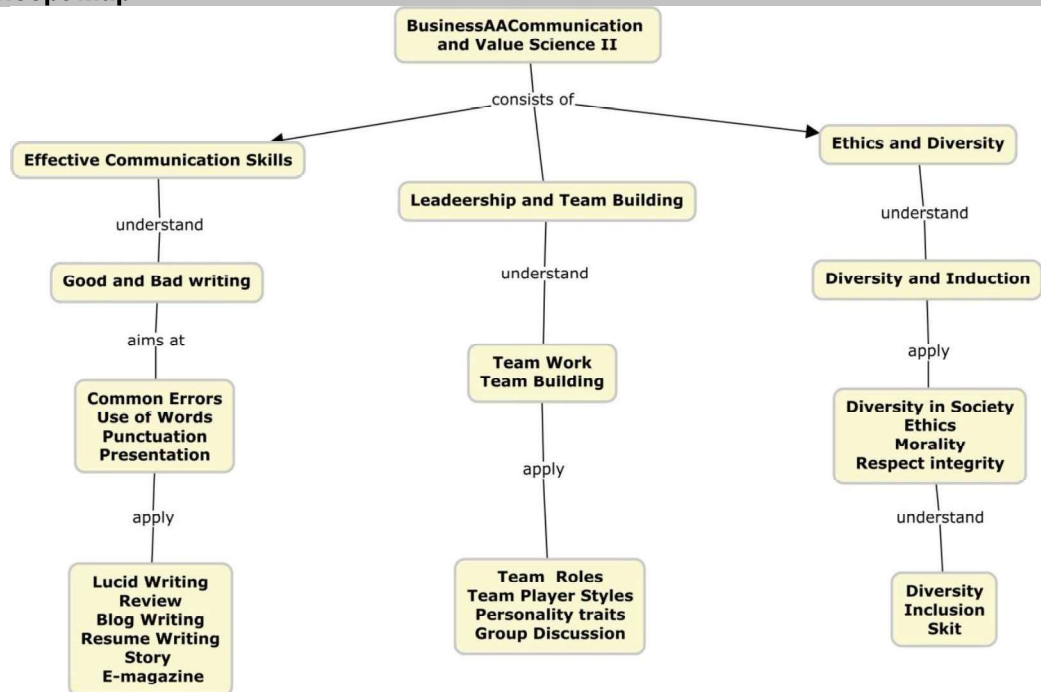 BusinessAACommunication
and Value Science II
consists of
Effective Communication Skills
understand
Good and Bad writing
aims at
Common Errors
Use of Words
Punctuation
Presentation
apply
Lucid Writing
Review
Blog Writing
Resume Writing
Story
E-magazine
Leadeership and Team Building
understand
Team Work
Team Building
apply
Team Roles
Team Player Styles
Personality traits
Group Discussion
Ethics and Diversity
understand
Diversity and Induction
apply
Diversity in Society
Ethics
Morality
Respect integrity
understand
Diversity
Inclusion
Skit